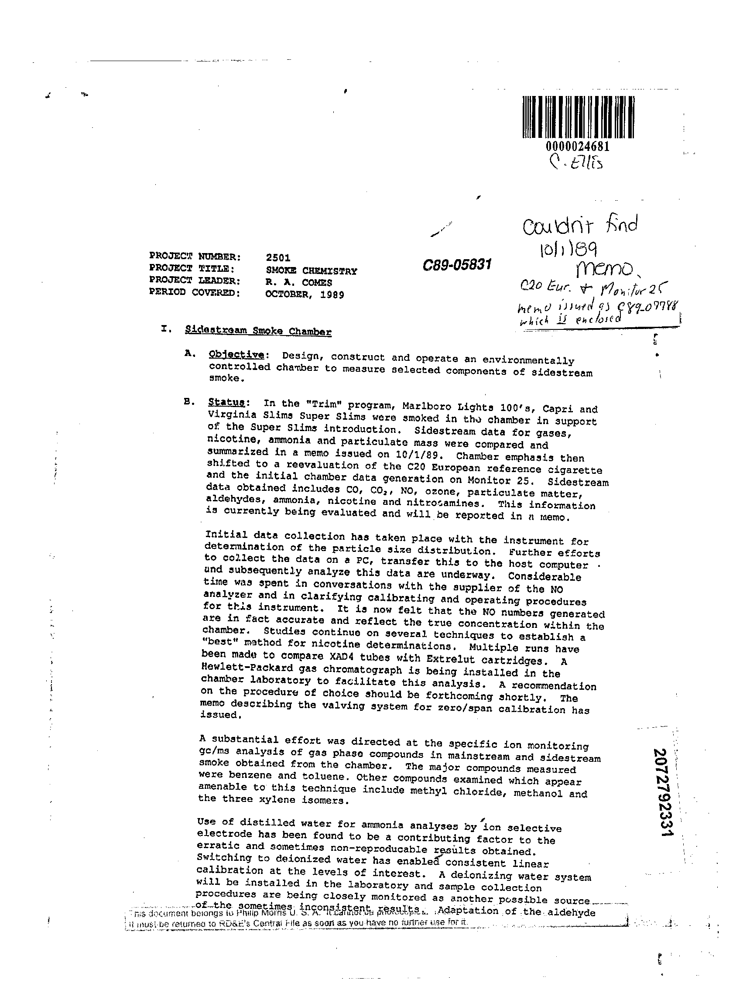 0000024681
C. Ellis
Couldn't find
10/1/89
memo.
C20 Eur. + Monitor 25
memo issued as C89-09788
which is enclosed
PROJECT NUMBER: 2501
PROJECT TITLE: SMOKE CHEMISTRY
PROJECT LEADER: R. A. COMES
PERIOD COVERED: OCTOBER, 1989
C89-05831
I. Sidestream Smoke Chamber
A. Objective: Design, construct and operate an environmentally
controlled chamber to measure selected components of sidestream
smoke.
B. Status: In the "Trim" program, Marlboro Lights 100's, Capri and
Virginia Slims Super Slims were smoked in the chamber in support
of the Super Slims introduction. Sidestream data for gases,
nicotine, ammonia and particulate mass were compared and
summarized in a memo issued on 10/1/89. Chamber emphasis then
shifted to a reevaluation of the C20 European reference cigarette
and the initial chamber data generation on Monitor 25. Sidestream
data obtained includes CO, CO₂, NO, ozone, particulate matter,
aldehydes, ammonia, nicotine and nitrosamines. This information
is currently being evaluated and will be reported in a memo.
Initial data collection has taken place with the instrument for
determination of the particle size distribution. Further efforts
to collect the data on a PC, transfer this to the host computer
and subsequently analyze this data are underway. Considerable
time was spent in conversations with the supplier of the NO
analyzer and in clarifying calibrating and operating procedures
for this instrument. It is now felt that the NO numbers generated
are in fact accurate and reflect the true concentration within the
chamber. Studies continue on several techniques to establish a
"best" method for nicotine determinations. Multiple runs have
been made to compare XAD4 tubes with Extrelut cartridges. A
Hewlett-Packard gas chromatograph is being installed in the
chamber laboratory to facilitate this analysis. A recommendation
on the procedure of choice should be forthcoming shortly. The
memo describing the valving system for zero/span calibration has
issued.
A substantial effort was directed at the specific ion monitoring
gc/ms analysis of gas phase compounds in mainstream and sidestream
smoke obtained from the chamber. The major compounds measured
were benzene and toluene. Other compounds examined which appear
amenable to this technique include methyl chloride, methanol and
the three xylene isomers.
Use of distilled water for ammonia analyses by ion selective
electrode has been found to be a contributing factor to the
erratic and sometimes non-reproducable results obtained.
Switching to deionized water has enabled consistent linear
calibration at the levels of interest. A deionizing water system
will be installed in the laboratory and sample collection
procedures are being closely monitored as another possible source
of the sometimes inconsistent results. Adaptation of the aldehyde
This document belongs to Philip Morris U. S. A. It cannot be
it must be returned to RD&E's Central File as soon as you have no further use for it.
2072792331